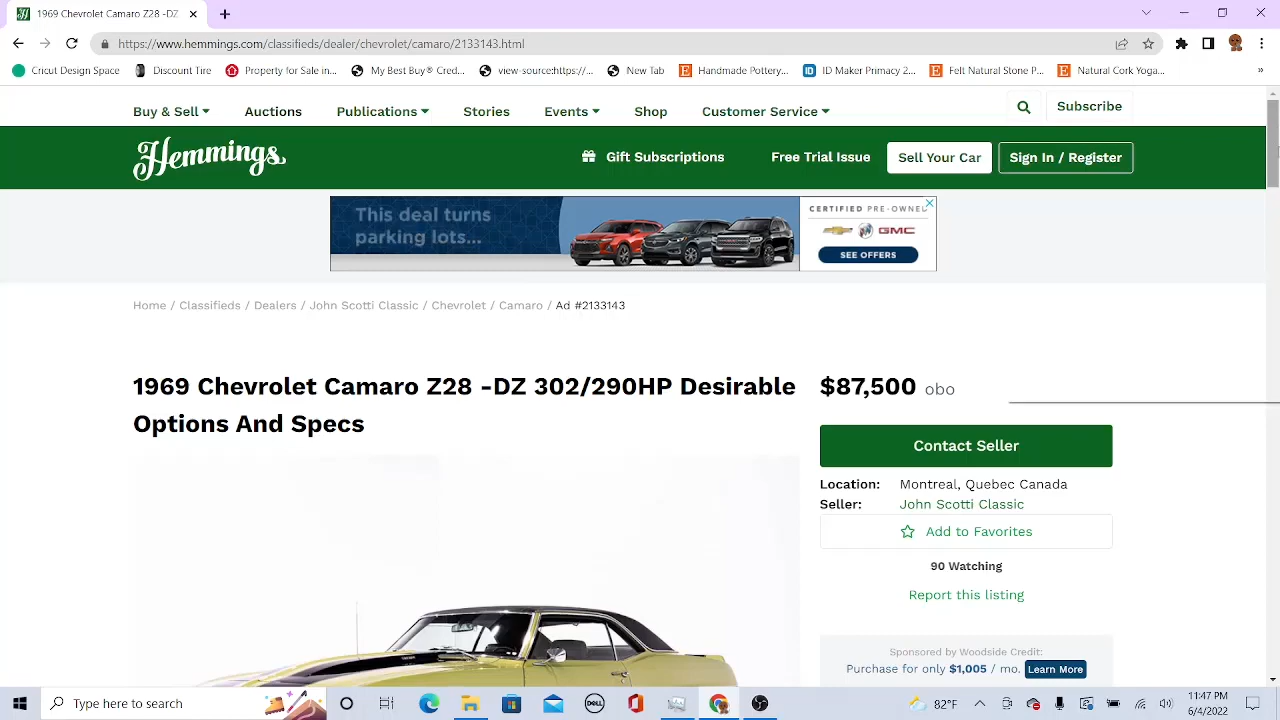 1969 Chevrolet Camaro Z28 -DZ
https://www.hemmings.com/classifieds/dealer/chevrolet/camaro/2133143.html
Cricut Design Space
Discount Tire
Property for Sale in...
My Best Buy® Cred...
view-source:https://...
New Tab
Handmade Pottery...
ID Maker Primacy 2...
Felt Natural Stone P...
Natural Cork Yoga...
»
Buy & Sell
Auctions
Publications
Stories
Events
Shop
Customer Service
Subscribe
Hemmings
Gift Subscriptions
Free Trial Issue
Sell Your Car
Sign In / Register
This deal turns
parking lots...
CERTIFIED PRE-OWNED
GMC
SEE OFFERS
Home / Classifieds / Dealers / John Scotti Classic / Chevrolet / Camaro / Ad #2133143
1969 Chevrolet Camaro Z28 -DZ 302/290HP Desirable
Options And Specs
$87,500 obo
Contact Seller
Location: Montreal, Quebec Canada
Seller: John Scotti Classic
Add to Favorites
90 Watching
Report this listing
Sponsored by Woodside Credit:
Purchase for only $1,005 / mo. Learn More
Type here to search
DELL
82°F
11:47 PM
6/4/2022